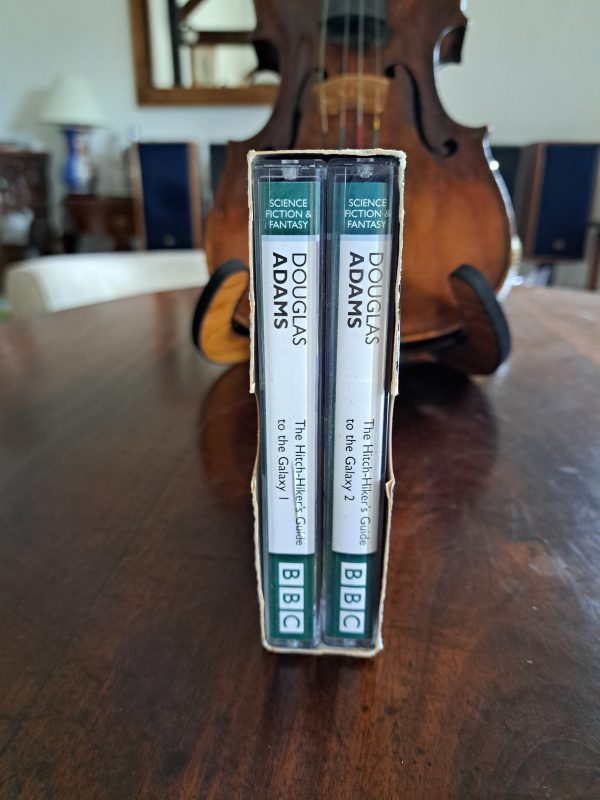 SCIENCE
FICTION &
FANTASY
DOUGLAS
ADAMS
The Hitch-Hiker's Guide
to the Galaxy 1
BBC
SCIENCE
FICTION &
FANTASY
DOUGLAS
ADAMS
The Hitch-Hiker's Guide
to the Galaxy 2
BBC